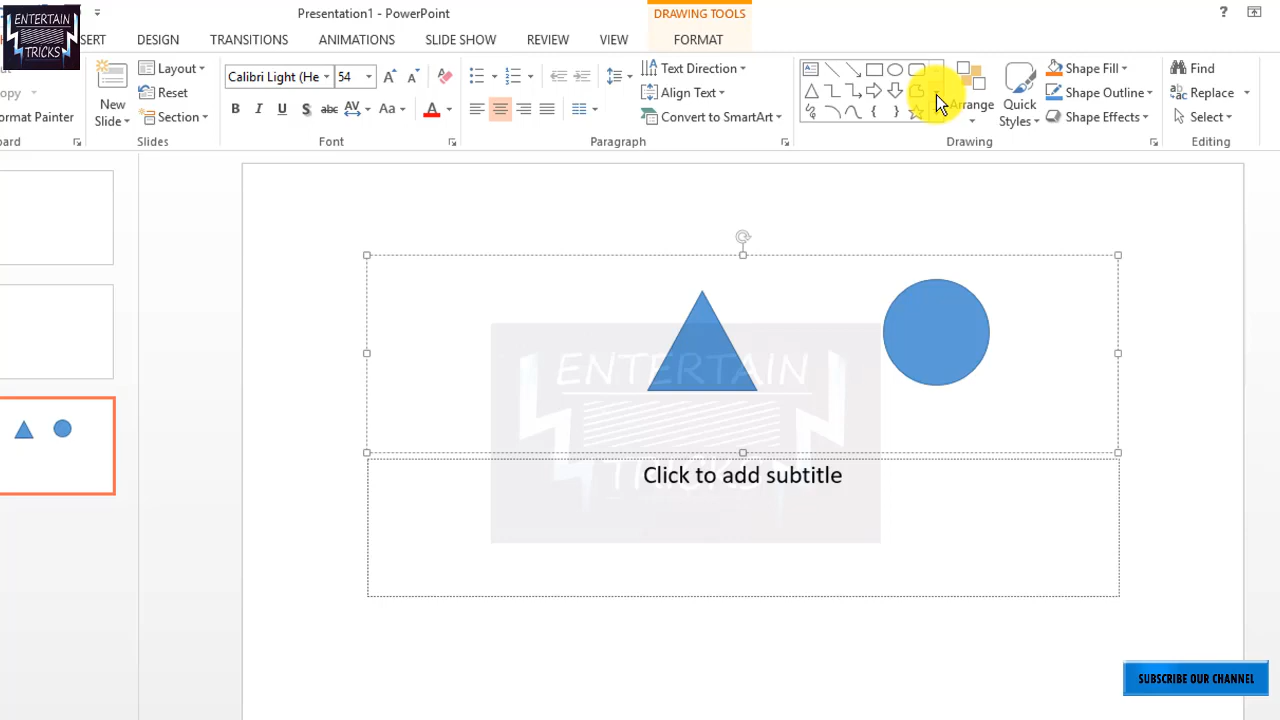 Presentation1 - PowerPoint
DRAWING TOOLS
?
ENTERTAIN
TRICKS
SERT
DESIGN
TRANSITIONS
ANIMATIONS
SLIDE SHOW
REVIEW
VIEW
FORMAT
opy
ormat Painter
oard
New
Slide
Layout
Reset
Section
Slides
Calibri Light (He
54
A
A
B
I
U
S
abc
AV
Aa
A
Font
Text Direction
Align Text
Convert to SmartArt
Paragraph
Arrange
Quick
Styles
Shape Fill
Shape Outline
Shape Effects
Drawing
Find
Replace
Select
Editing
ENTERTAIN
TRICKS
Click to add subtitle
SUBSCRIBE OUR CHANNEL